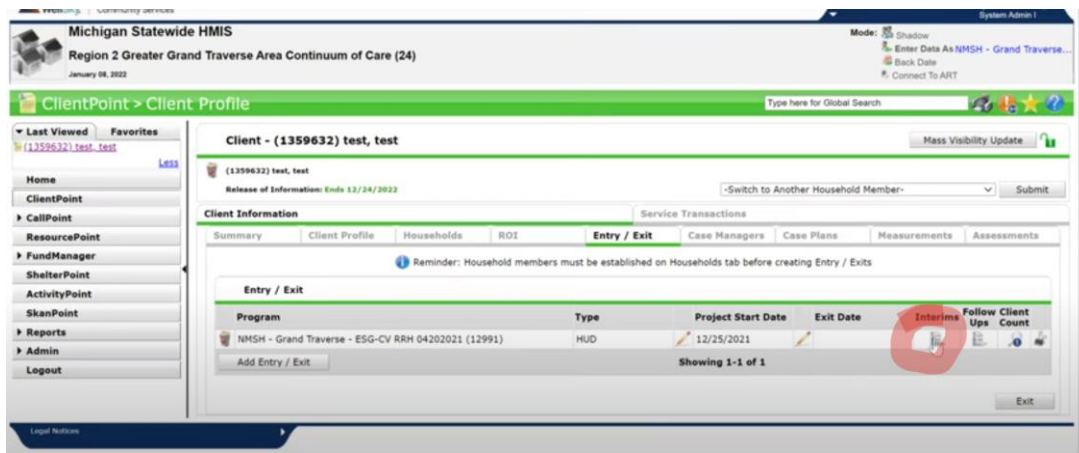 WellSky Community Services
System Admin I
Michigan Statewide HMIS
Region 2 Greater Grand Traverse Area Continuum of Care (24)
January 08, 2022
Mode: Shadow
Enter Data As NMSH - Grand Traverse...
Back Date
Connect To ART
ClientPoint > Client Profile
Type here for Global Search
Last Viewed Favorites
(1359632) test, test
Less
Home
ClientPoint
CallPoint
ResourcePoint
FundManager
ShelterPoint
ActivityPoint
SkanPoint
Reports
Admin
Logout
Client - (1359632) test, test
Mass Visibility Update
(1359632) test, test
Release of Information: Ends 12/24/2022
-Switch to Another Household Member-
Submit
Client Information Service Transactions
Summary Client Profile Households ROI Entry / Exit Case Managers Case Plans Measurements Assessments
Reminder: Household members must be established on Households tab before creating Entry / Exits
Entry / Exit
Program Type Project Start Date Exit Date Interims Follow Ups Client Count
NMSH - Grand Traverse - ESG-CV RRH 04202021 (12991) HUD 12/25/2021
Add Entry / Exit Showing 1-1 of 1
Exit
Legal Notices